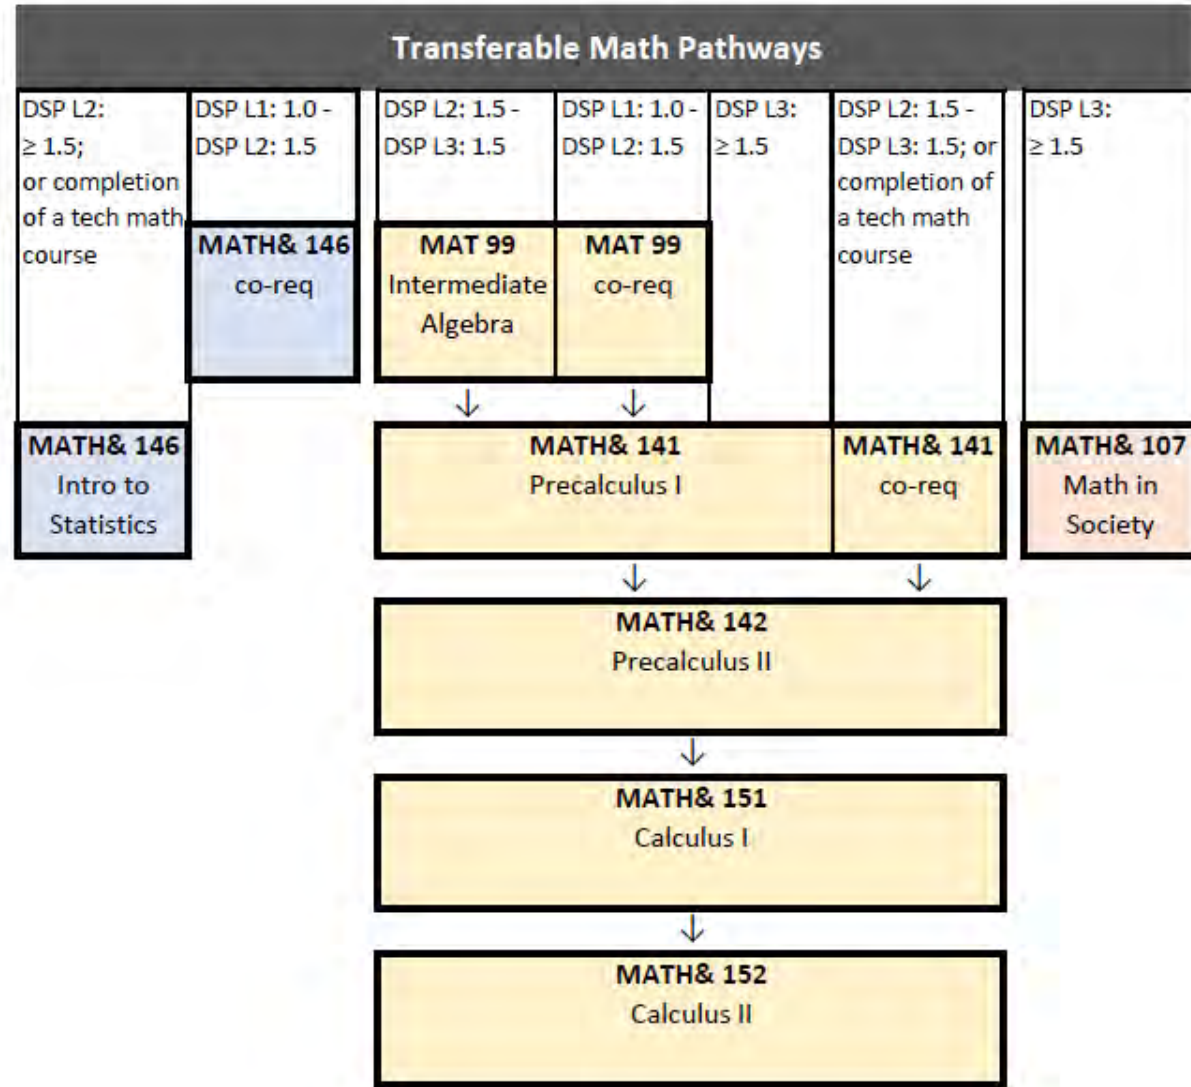 Transferable Math Pathways
DSP L2:
≥ 1.5;
or completion
of a tech math
course
DSP L1: 1.0 -
DSP L2: 1.5
DSP L2: 1.5 -
DSP L3: 1.5
DSP L1: 1.0 -
DSP L2: 1.5
DSP L3:
≥ 1.5
DSP L2: 1.5 -
DSP L3: 1.5; or
completion of
a tech math
course
DSP L3:
≥ 1.5
MATH& 146
co-req
MAT 99
Intermediate
Algebra
MAT 99
co-req
↓
↓
MATH& 146
Intro to
Statistics
MATH& 141
Precalculus I
MATH& 141
co-req
MATH& 107
Math in
Society
↓
↓
MATH& 142
Precalculus II
↓
MATH& 151
Calculus I
↓
MATH& 152
Calculus II